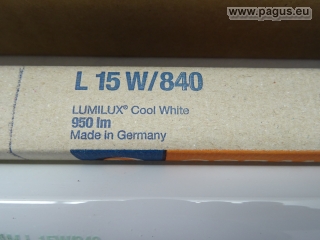 www.pagus.eu
L 15 W/840
LUMILUX® Cool White
950 lm
Made in Germany